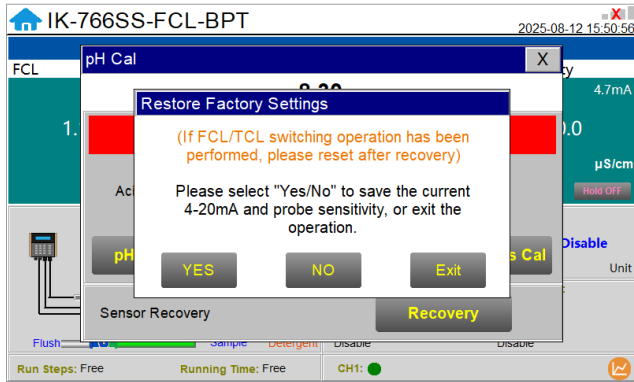 IK-766SS-FCL-BPT
X
2025-08-12 15:50:56
pH Cal
X
FCL
4.7mA
Restore Factory Settings
(If FCL/TCL switching operation has been
performed, please reset after recovery)
µS/cm
Please select "Yes/No" to save the current
4-20mA and probe sensitivity, or exit the
operation.
Hold OFF
Disable
pH
s Cal
YES
NO
Exit
Unit
Sensor Recovery
Recovery
Flush
Sample
Detergent
Disable
Disable
Run Steps: Free
Running Time: Free
CH1: